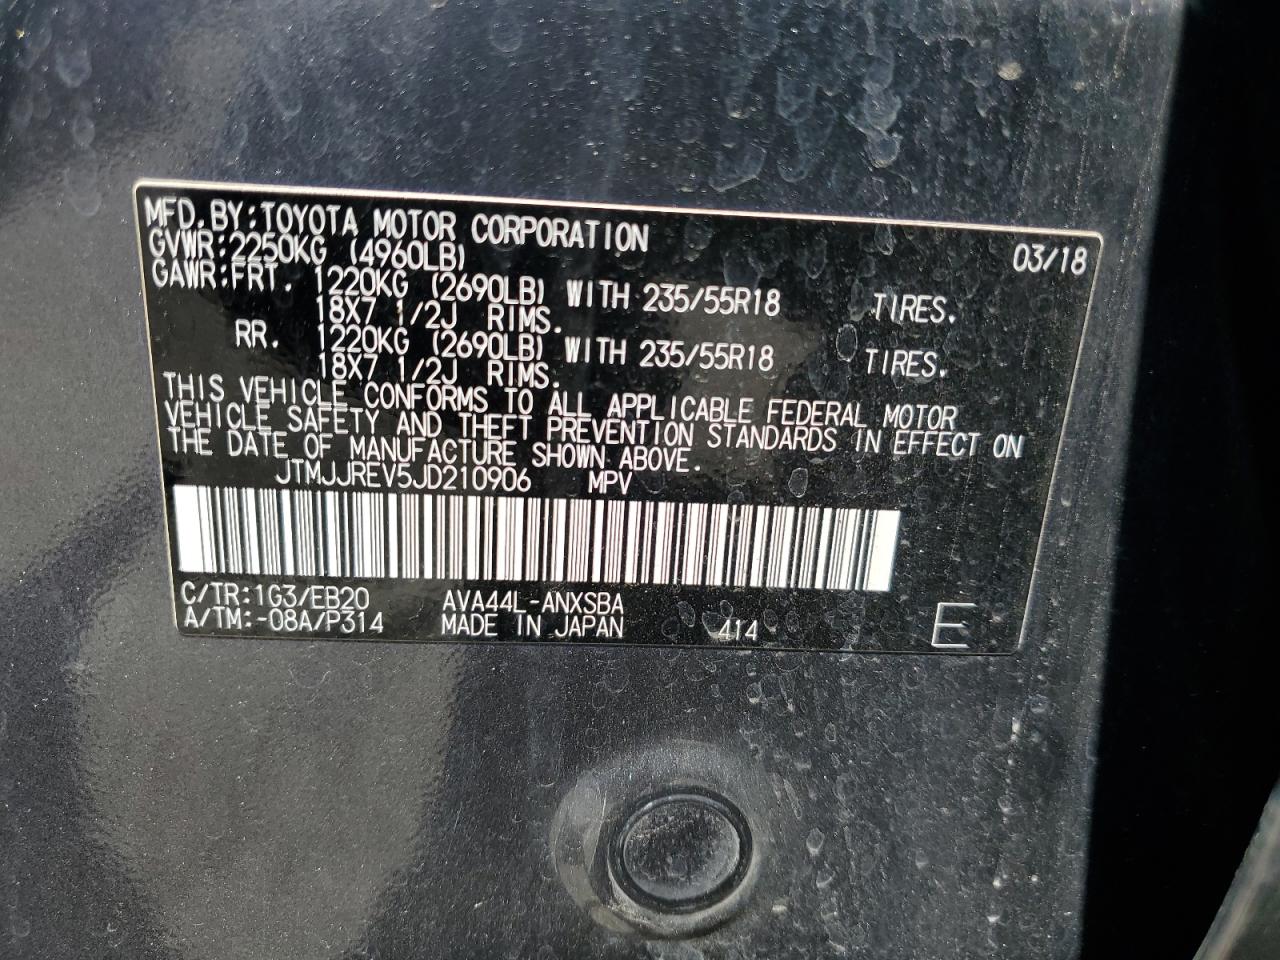 MFD. BY: TOYOTA MOTOR CORPORATION 03/18
GVWR: 2250KG (4960LB)
GAWR: FRT. 1220KG (2690LB) WITH 235/55R18 TIRES.
18X7 1/2J RIMS.
RR. 1220KG (2690LB) WITH 235/55R18 TIRES.
18X7 1/2J RIMS.
THIS VEHICLE CONFORMS TO ALL APPLICABLE FEDERAL MOTOR
VEHICLE SAFETY AND THEFT PREVENTION STANDARDS IN EFFECT ON
THE DATE OF MANUFACTURE SHOWN ABOVE.
JTMJJREV5JD210906 MPV
C/TR: 1G3/EB20 AVA44L-ANXSBA
A/TM: -08A/P314 MADE IN JAPAN 414 E